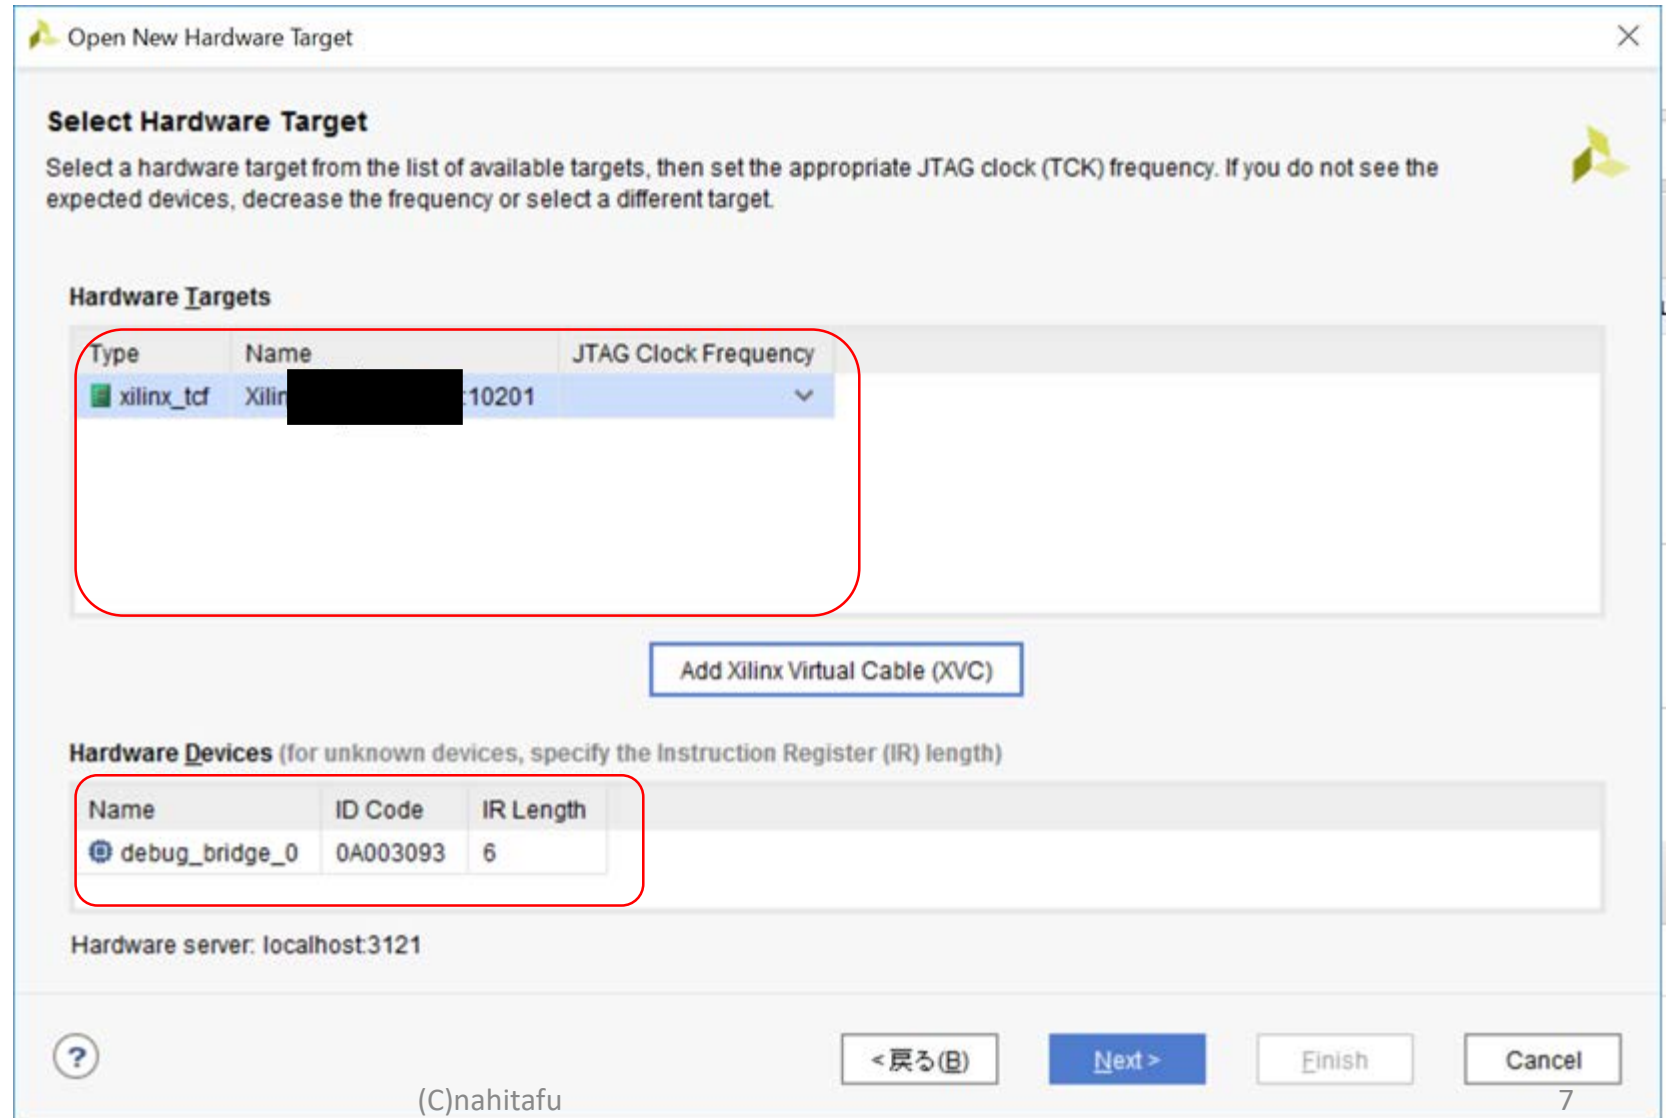 Open New Hardware Target
Select Hardware Target
Select a hardware target from the list of available targets, then set the appropriate JTAG clock (TCK) frequency. If you do not see the
expected devices, decrease the frequency or select a different target.
Hardware Targets
Type Name JTAG Clock Frequency
xilinx_tcf Xilin :10201
Add Xilinx Virtual Cable (XVC)
Hardware Devices (for unknown devices, specify the Instruction Register (IR) length)
Name ID Code IR Length
debug_bridge_0 0A003093 6
Hardware server: localhost:3121
? <戻る(B) Next > Finish Cancel
(C)nahitafu 7